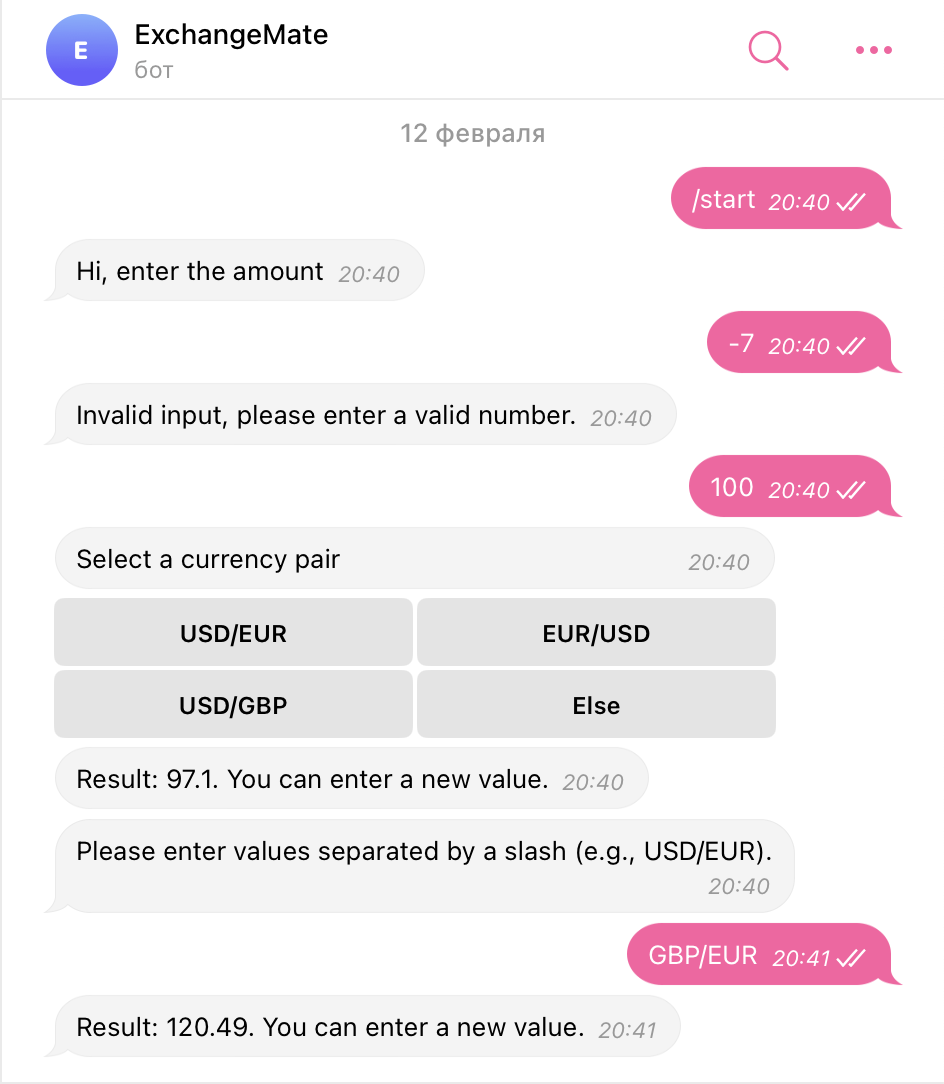 E
ExchangeMate
бот
12 февраля
/start 20:40
Hi, enter the amount 20:40
-7 20:40
Invalid input, please enter a valid number. 20:40
100 20:40
Select a currency pair 20:40
USD/EUR EUR/USD
USD/GBP Else
Result: 97.1. You can enter a new value. 20:40
Please enter values separated by a slash (e.g., USD/EUR).
20:40
GBP/EUR 20:41
Result: 120.49. You can enter a new value. 20:41